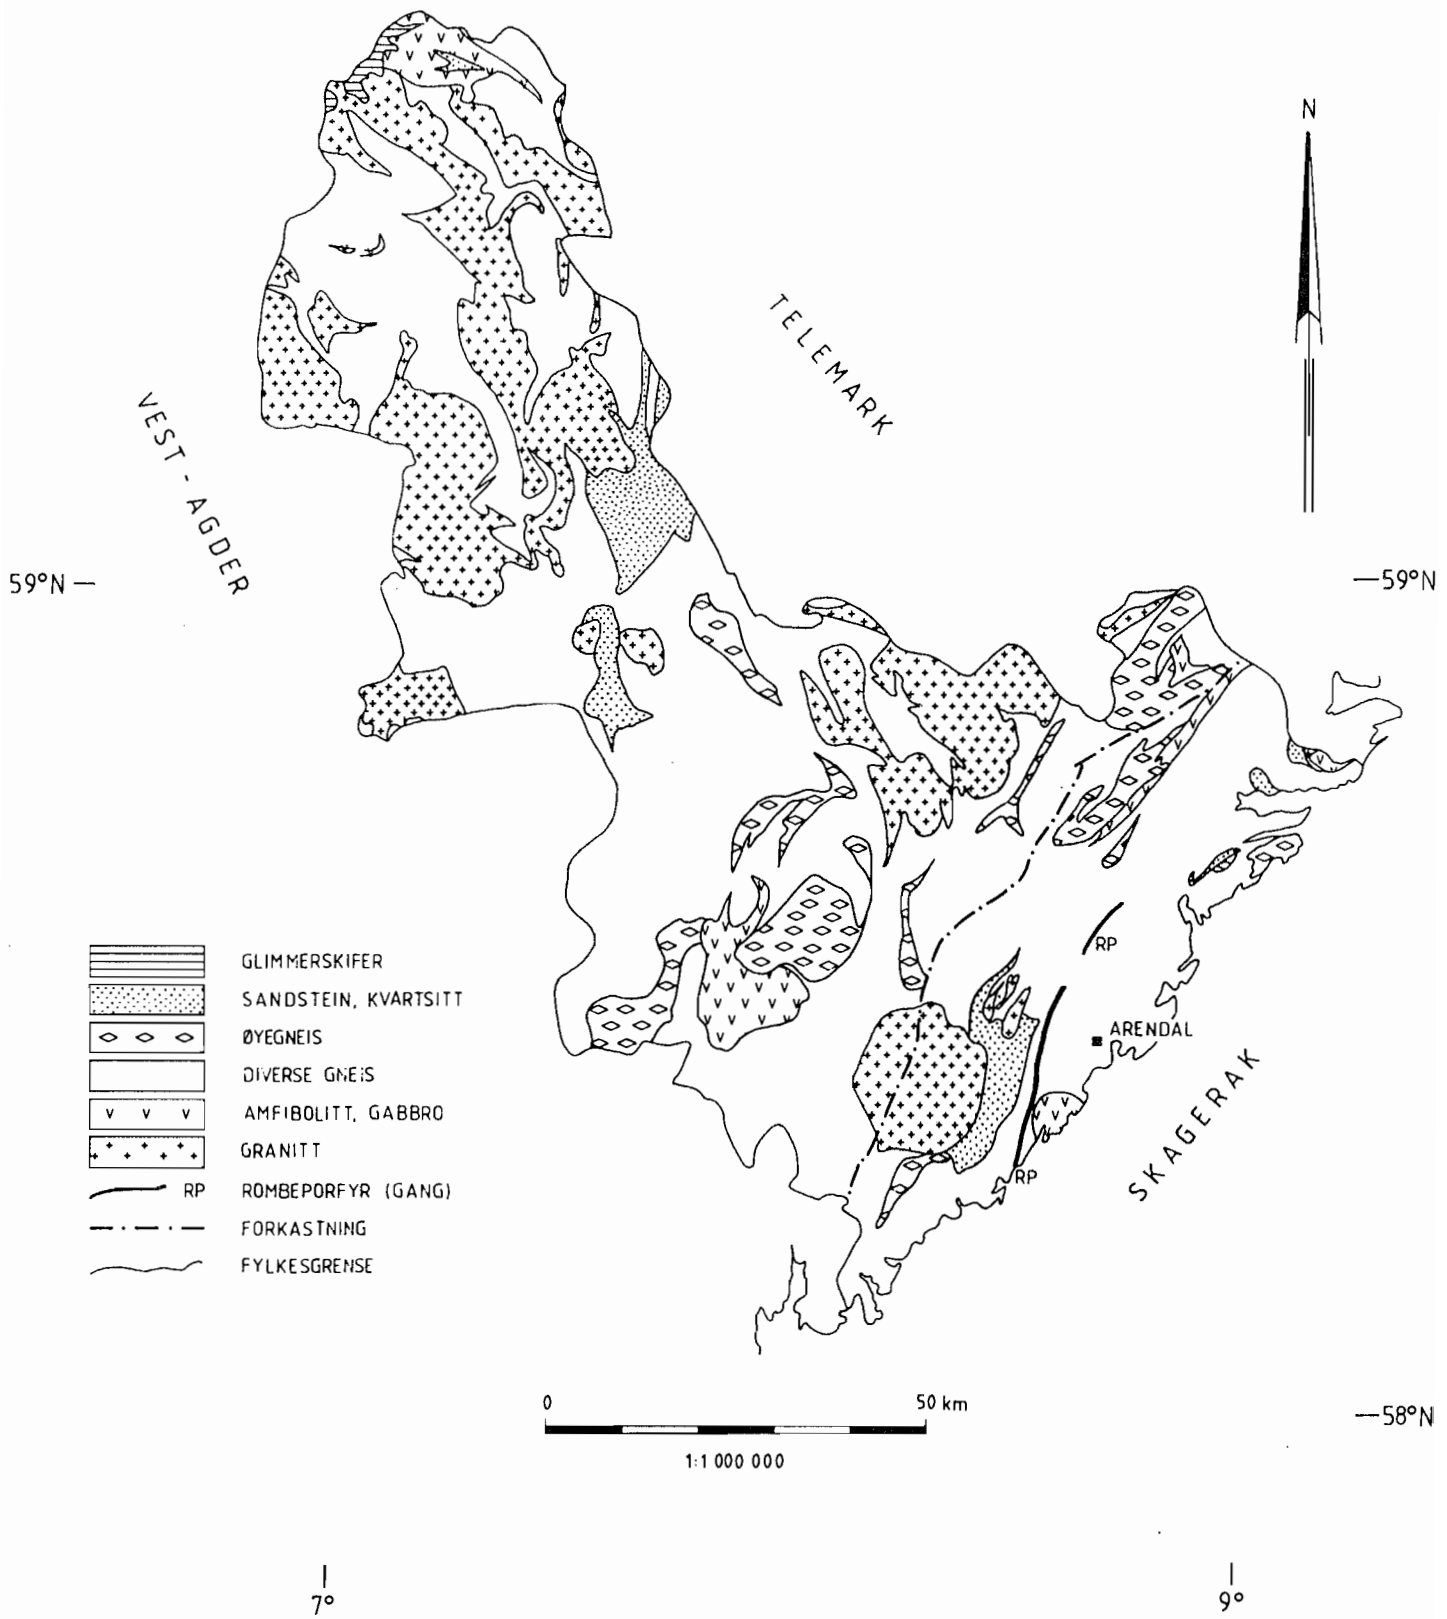 N
TELEMARK
VEST - AGDER
59°N
59°N
GLIMMERSKIFER
SANDSTEIN, KVARTSITT
ØYEGNEIS
DIVERSE GNEIS
AMFIBOLITT, GABBRO
GRANITT
RP ROMBEPORFYR (GANG)
FORKASTNING
FYLKESGRENSE
RP
ARENDAL
SKAGERAK
RP
0 50 km
1:1 000 000
58°N
7° 9°